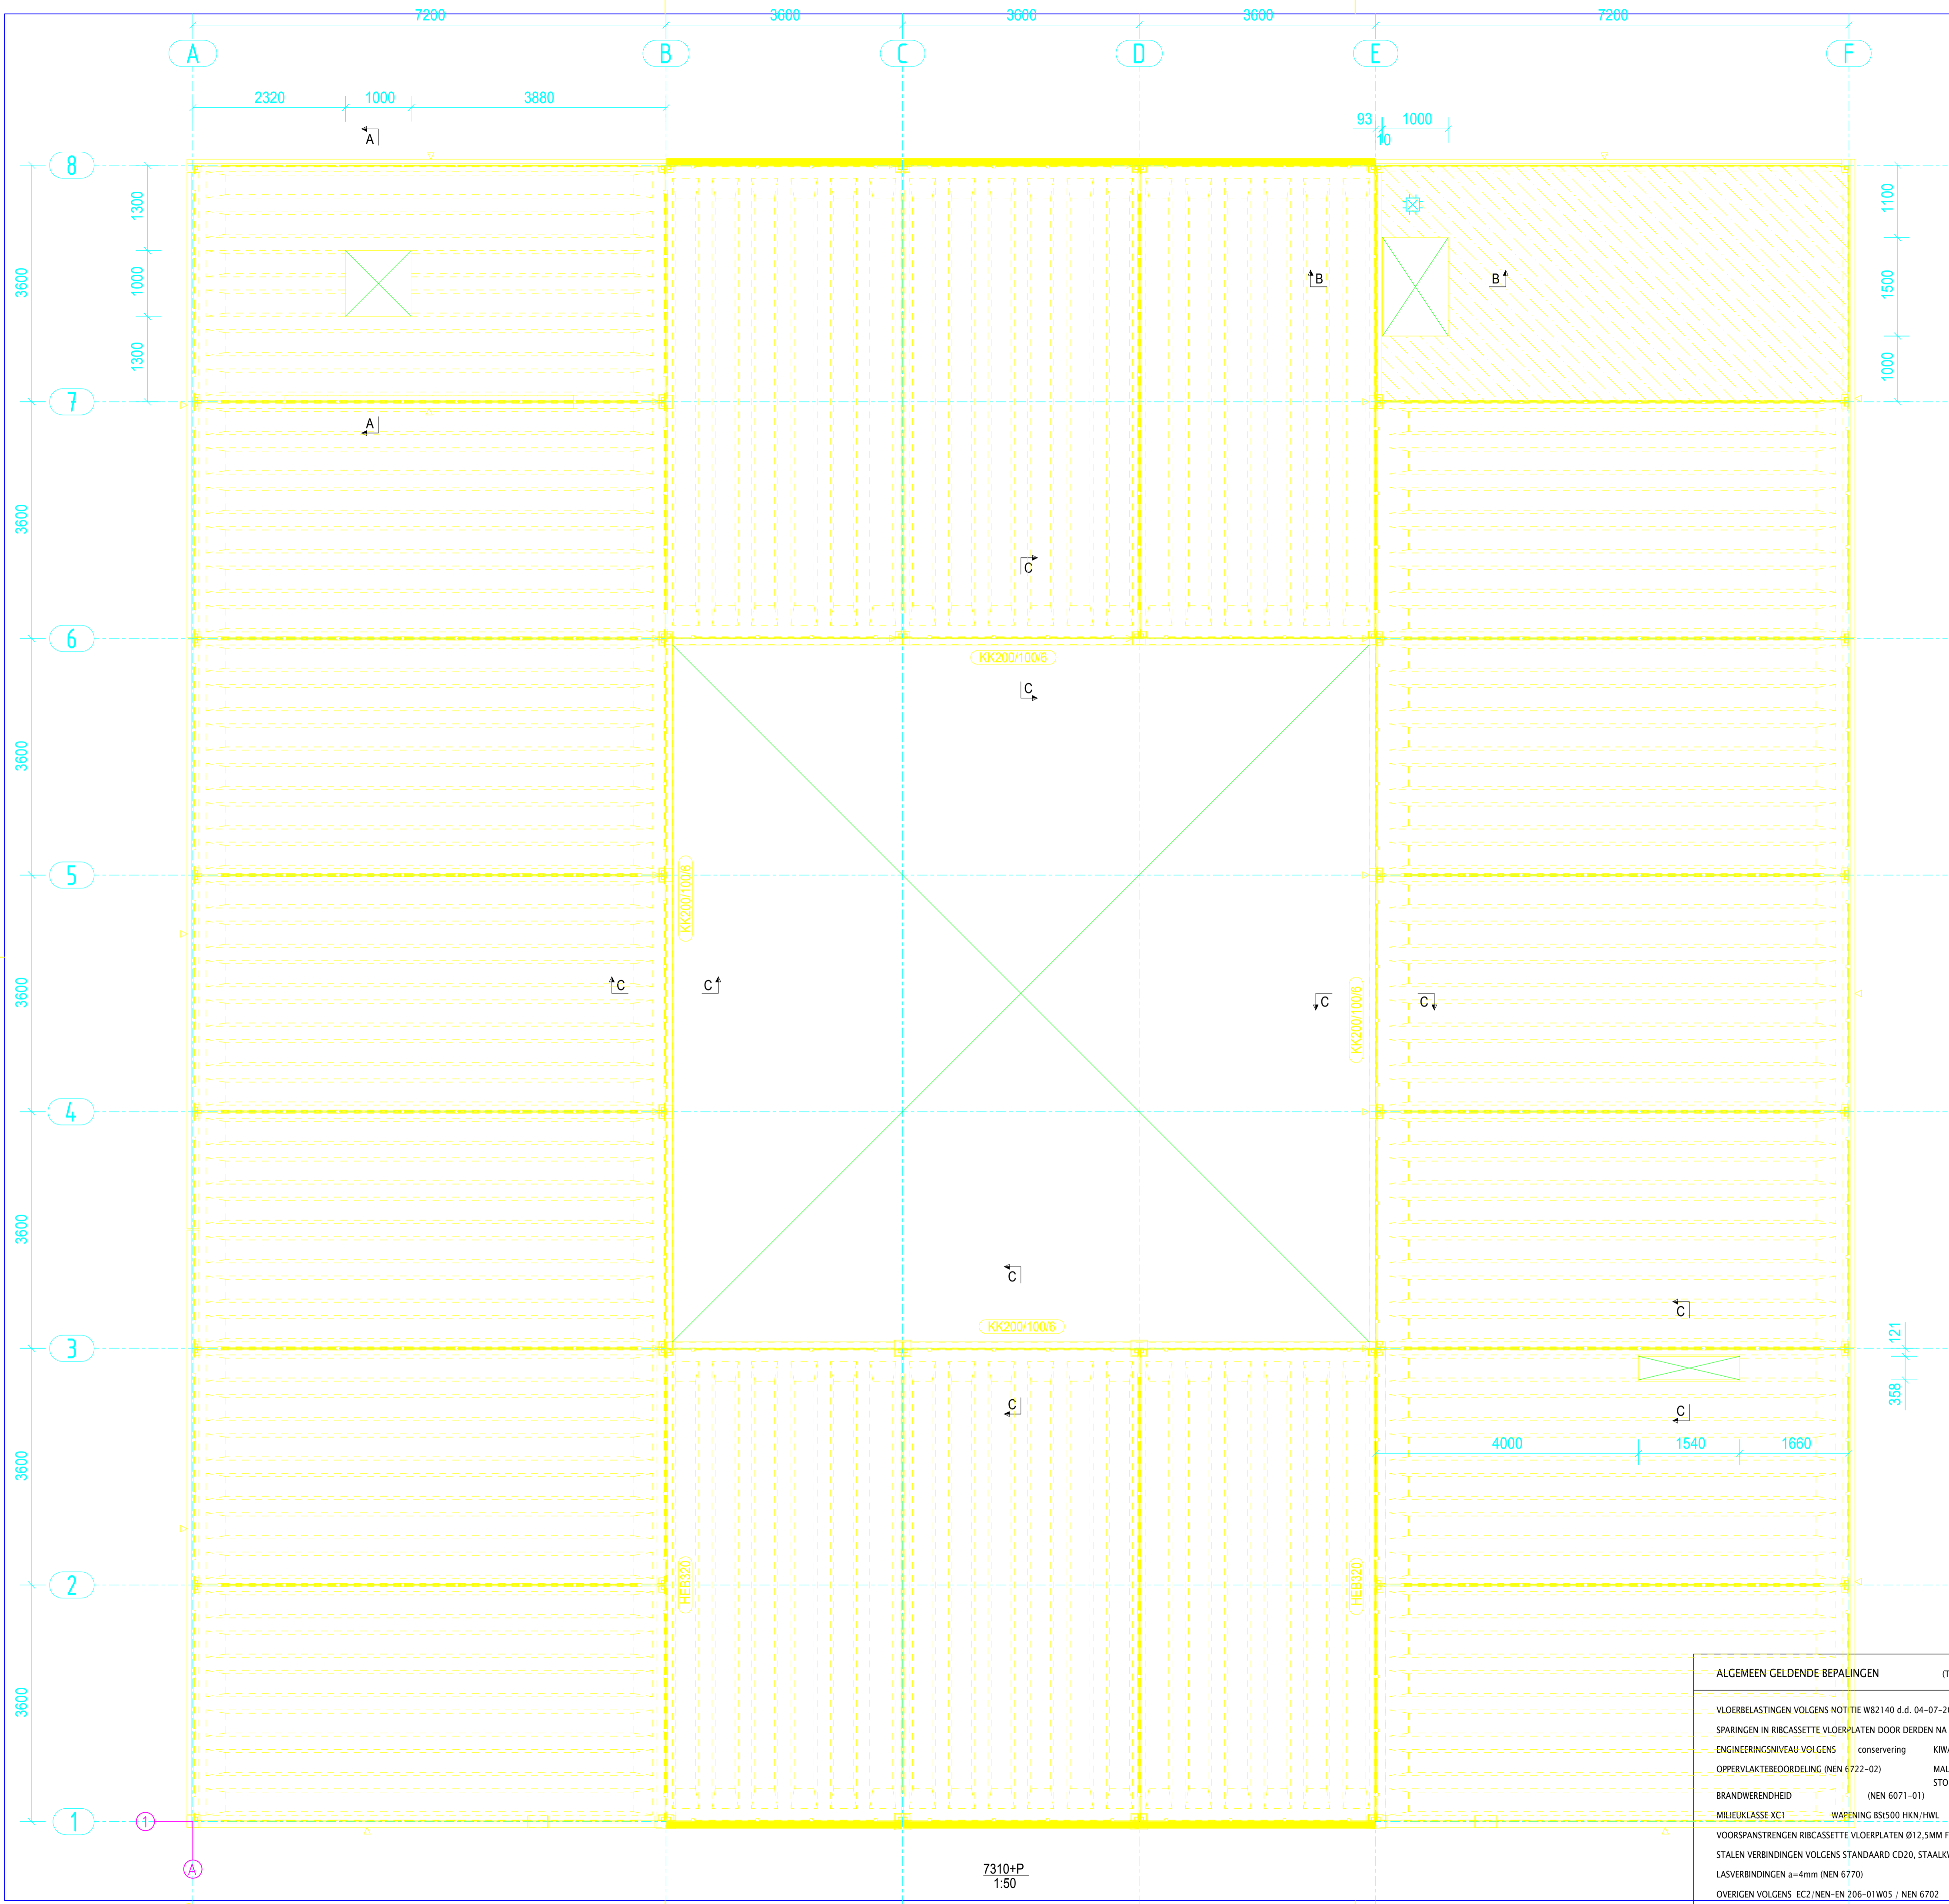 7200 3600 3600 3600 7200
A B C D E F
2320 1000 3880
93 1000
10
A
8
1300
1100
3600
1000
B B
1500
1300
1000
7
A
3600
C
6
KK200/100/6
C
3600
5
KK200/100/6
3600
C C
C C
KK200/100/6
4
3600
C
C
KK200/100/6
3
121
358
C
C
4000 1540 1660
3600
2
HEB320
HEB320
3600
1
1
A
7310+P
1:50
ALGEMEEN GELDENDE BEPALINGEN
VLOERBELASTINGEN VOLGENS NOTITIE W82140 d.d. 04-07-
SPARINGEN IN RIBCASSETTE VLOERPLATEN DOOR DERDEN NA
ENGINEERINGSNIVEAU VOLGENS conservering
OPPERVLAKTEBEOORDELING (NEN 6722-02) MAL
STO
BRANDWERENDHEID (NEN 6071-01)
MILIEUKLASSE XC1 WAPENING BSt500 HKN/HWL
VOORSPANSTRENGEN RIBCASSETTE VLOERPLATEN Ø12,5MM F
STALEN VERBINDINGEN VOLGENS STANDAARD CD20,
LASVERBINDINGEN a=4mm (NEN 6770)
OVERIGEN VOLGENS EC2/NEN-EN 206-01W05 / NEN 6702